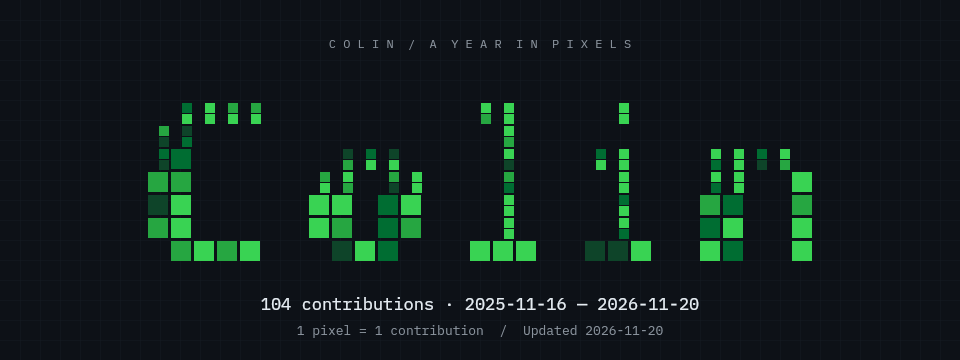 COLIN / A YEAR IN PIXELS
Colin
104 contributions · 2025-11-16 — 2026-11-20
1 pixel = 1 contribution / Updated 2026-11-20